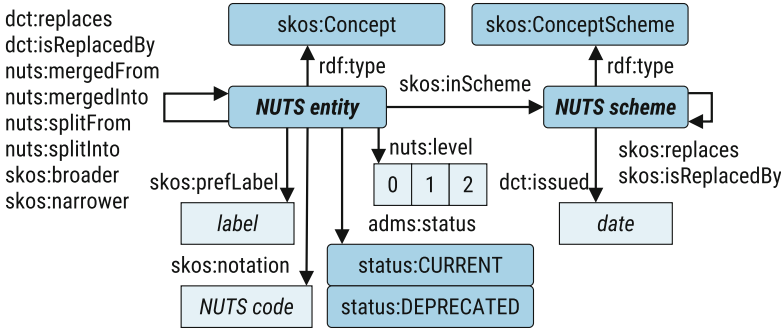 dct:replaces
dct:isReplacedBy
nuts:mergedFrom
nuts:mergedInto
nuts:splitFrom
nuts:splitInto
skos:broader
skos:narrower
skos:Concept
skos:ConceptScheme
rdf:type
rdf:type
skos:inScheme
NUTS entity
NUTS scheme
nuts:level
0 1 2
skos:replaces
skos:isReplacedBy
skos:prefLabel
dct:issued
label
adms:status
date
skos:notation
status:CURRENT
NUTS code
status:DEPRECATED